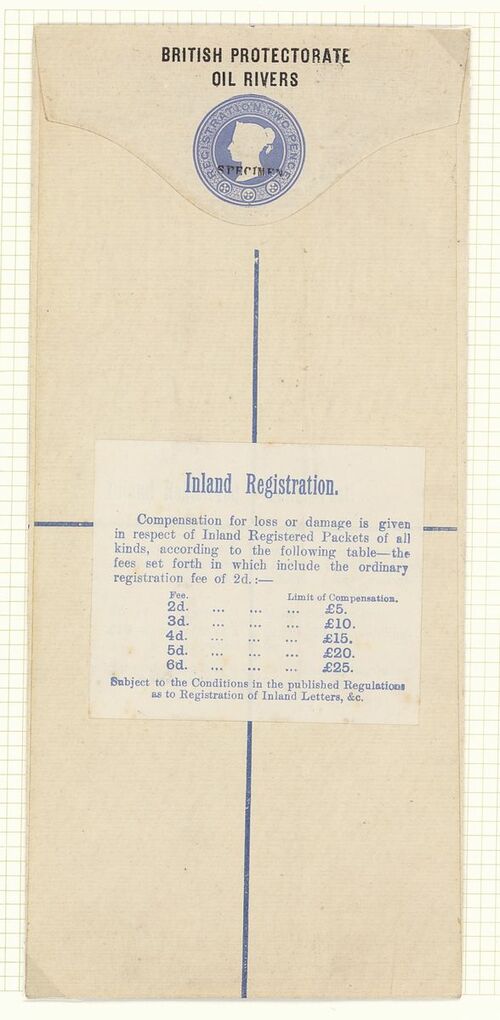 BRITISH PROTECTORATE
OIL RIVERS
REGISTRATION TWO PENCE
SPECIMEN
Inland Registration.
Compensation for loss or damage is given
in respect of Inland Registered Packets of all
kinds, according to the following table—the
fees set forth in which include the ordinary
registration fee of 2d.:—
Fee. Limit of Compensation.
2d. ... ... ... £5.
3d. ... ... ... £10.
4d. ... ... ... £15.
5d. ... ... ... £20.
6d. ... ... ... £25.
Subject to the Conditions in the published Regulations
as to Registration of Inland Letters, &c.